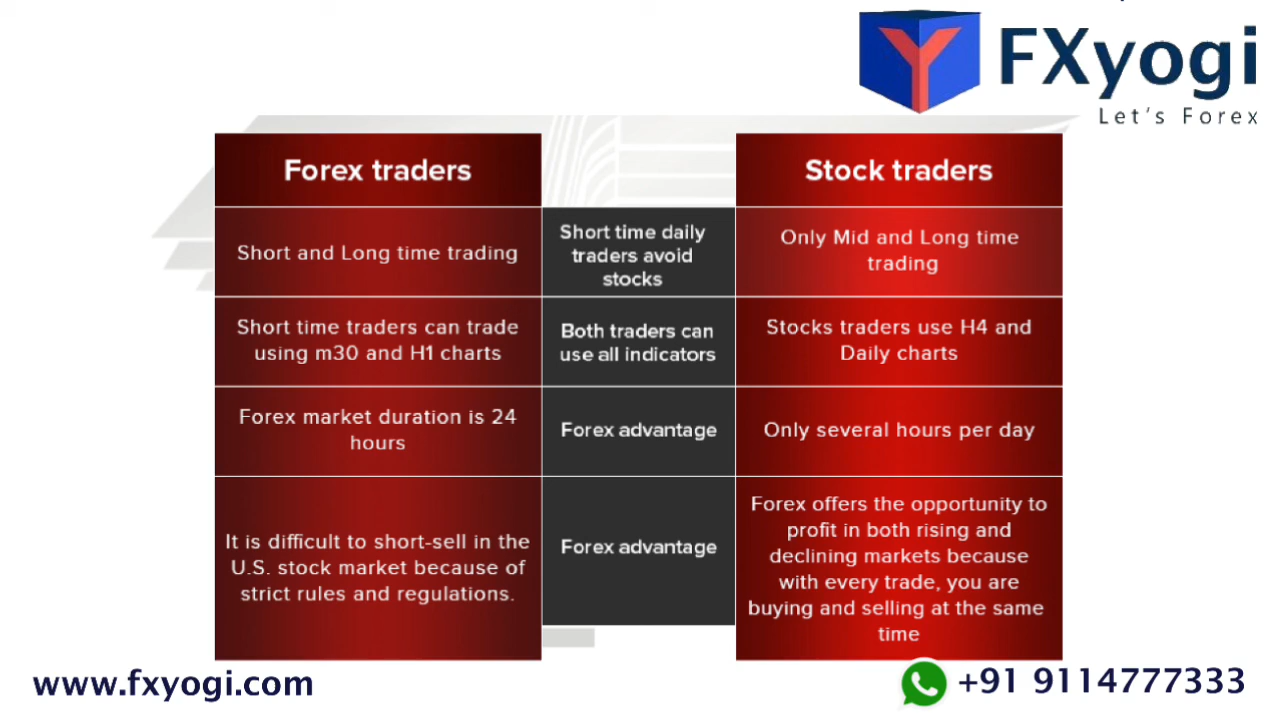 FXyogi
Let's Forex
Forex traders
Stock traders
Short and Long time trading
Short time daily
traders avoid
stocks
Only Mid and Long time
trading
Short time traders can trade
using m30 and H1 charts
Both traders can
use all indicators
Stocks traders use H4 and
Daily charts
Forex market duration is 24
hours
Forex advantage
Only several hours per day
It is difficult to short-sell in the
U.S. stock market because of
strict rules and regulations.
Forex advantage
Forex offers the opportunity to
profit in both rising and
declining markets because
with every trade, you are
buying and selling at the same
time
www.fxyogi.com
+91 9114777333